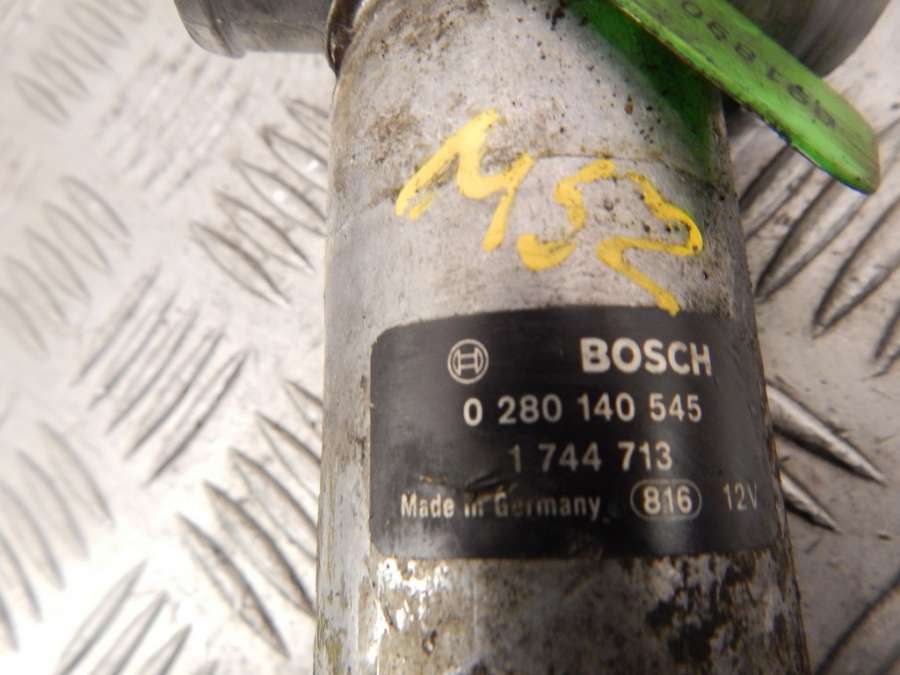 M52
BOSCH
0 280 140 545
1 744 713
Made in Germany 816 12V